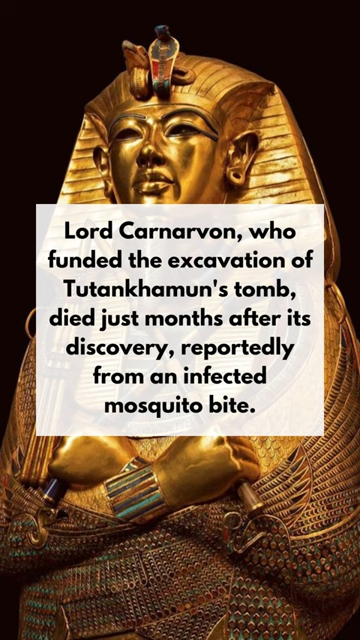 Lord Carnarvon, who
funded the excavation of
Tutankhamun's tomb,
died just months after its
discovery, reportedly
from an infected
mosquito bite.